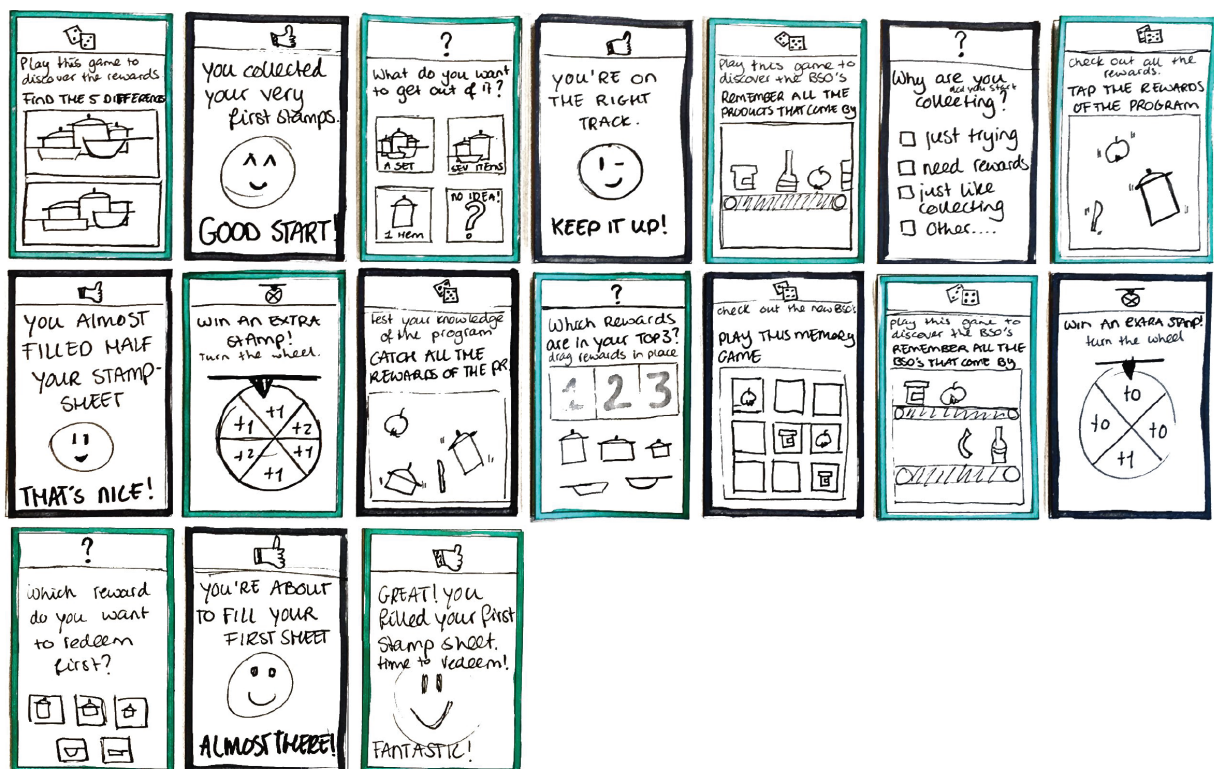 Play this game to
discover the rewards
FIND THE 5 DIFFERENCES
You collected
your very
first stamps.
GOOD START!
?
What do you want
to get out of it?
A SET
SEV ITEMS
1 ITEM
NO IDEA!
?
YOU'RE ON
THE RIGHT
TRACK.
KEEP IT UP!
Play this game to
discover the BSO'S
REMEMBER ALL THE
PRODUCTS THAT COME BY
?
Why are you
did you start
collecting?
just trying
need rewards
just like
collecting
Other....
Check out all the
rewards.
TAP THE REWARDS
OF THE PROGRAM
YOU ALMOST
FILLED HALF
YOUR STAMP-
SHEET
THAT'S NICE!
WIN AN EXTRA
STAMP!
Turn the wheel.
+1
+1
+2
+2
+1
+1
Test your knowledge
of the program
CATCH ALL THE
REWARDS OF THE PR.
?
Which Rewards
are in your TOP3?
drag rewards in place
1 2 3
check out the new BSO's
PLAY THIS MEMORY
GAME
play this game to
discover the BSO's
REMEMBER ALL THE
BSO'S THAT COME BY
WIN AN EXTRA STAMP!
turn the wheel
+0
+0
+0
+1
?
Which reward
do you want
to redeem
first?
YOU'RE ABOUT
TO FILL YOUR
FIRST SHEET
ALMOST THERE!
GREAT! you
filled your first
stamp sheet.
time to redeem!
FANTASTIC!